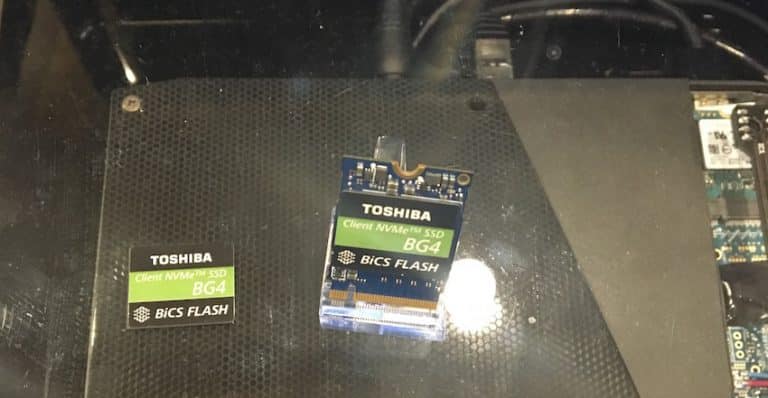 TOSHIBA
Client NVMe™ SSD
BG4
BiCS FLASH
TOSHIBA
Client NVMe™ SSD
BG4
BiCS FLASH